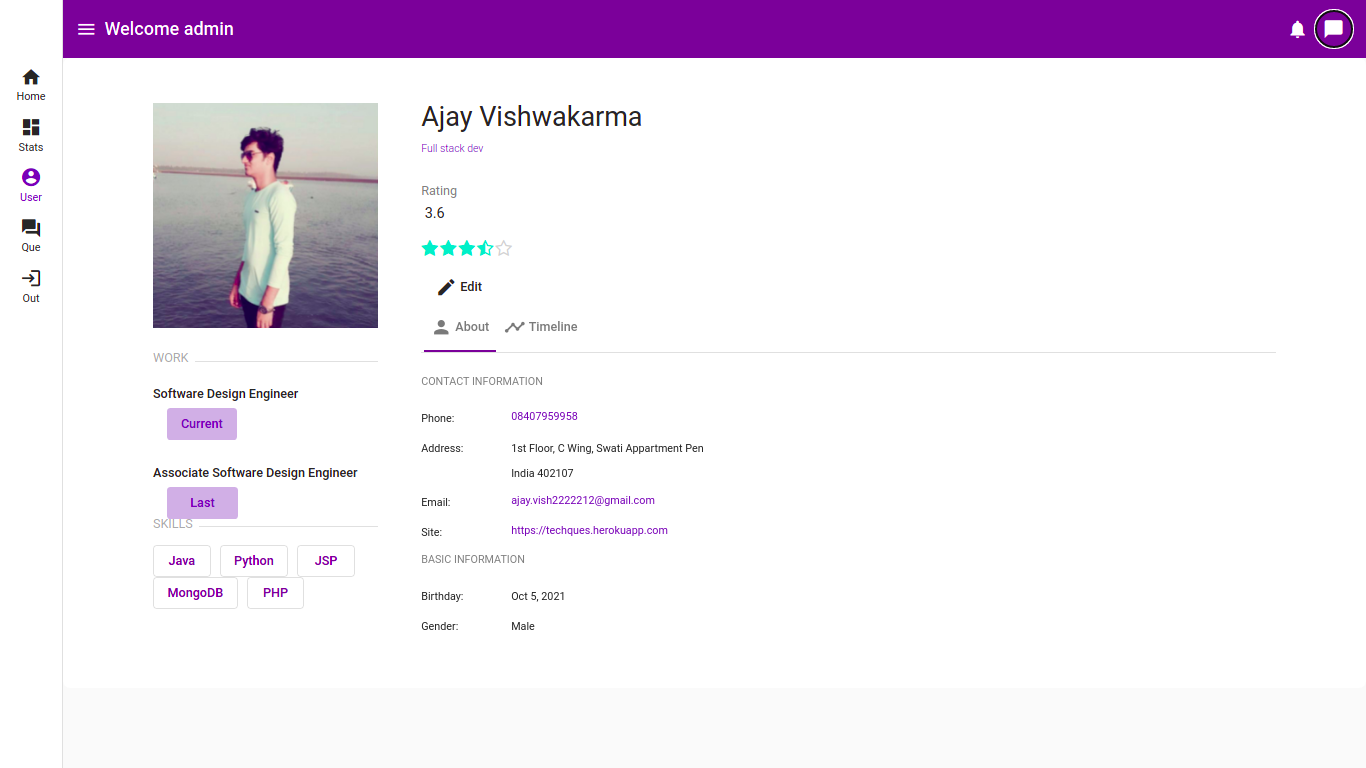 Welcome admin
Home
Stats
User
Que
Out
Ajay Vishwakarma
Full stack dev
Rating
3.6
Edit
About Timeline
WORK
Software Design Engineer
Current
Associate Software Design Engineer
Last
SKILLS
Java Python JSP
MongoDB PHP
CONTACT INFORMATION
Phone: 08407959958
Address: 1st Floor, C Wing, Swati Appartment Pen
India 402107
Email: ajay.vish2222212@gmail.com
Site: https://techques.herokuapp.com
BASIC INFORMATION
Birthday: Oct 5, 2021
Gender: Male